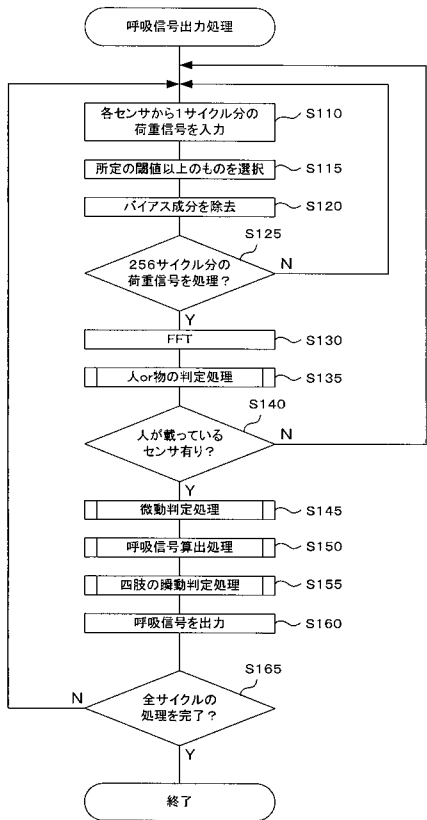 呼吸信号出力処理
各センサから1サイクル分の
荷重信号を入力
S110
所定の閾値以上のものを選択
S115
バイアス成分を除去
S120
S125
256サイクル分の
荷重信号を処理?
N
Y
FFT
S130
人or物の判定処理
S135
S140
人が載っている
センサ有り?
N
Y
微動判定処理
S145
呼吸信号算出処理
S150
四肢の瞬動判定処理
S155
呼吸信号を出力
S160
S165
N
全サイクルの
処理を完了?
Y
終了